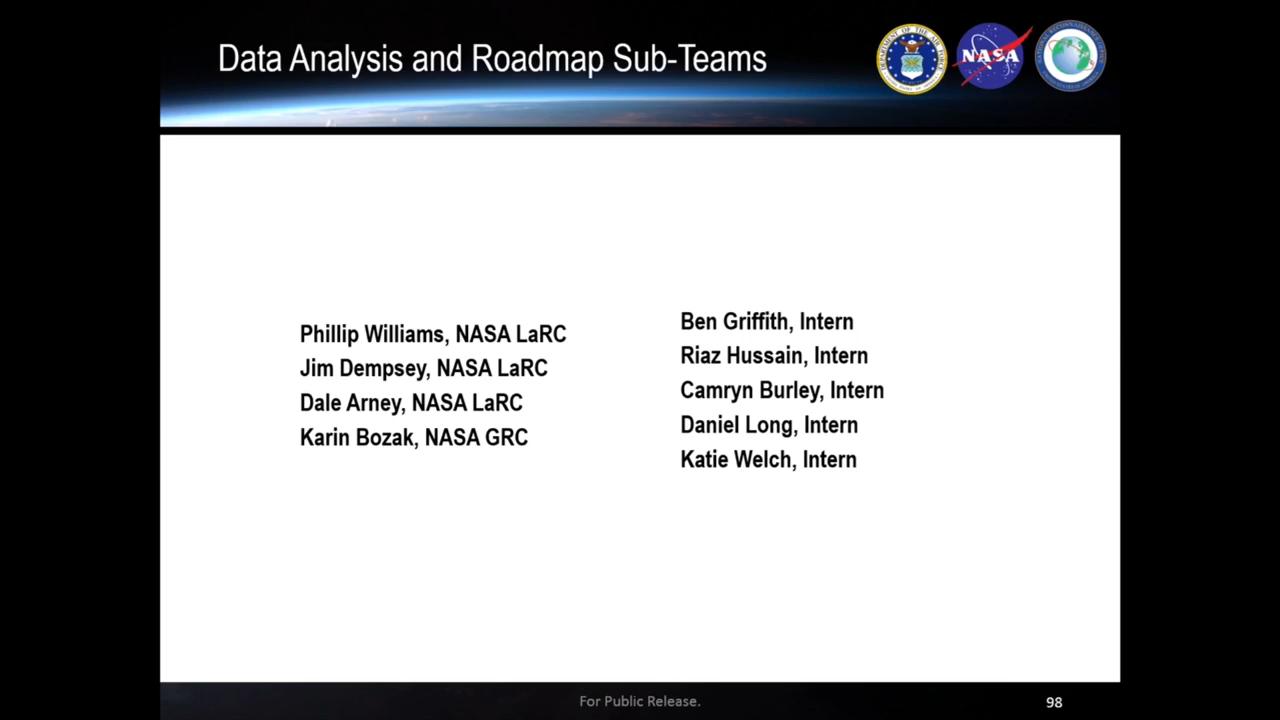 Data Analysis and Roadmap Sub-Teams
NASA
Phillip Williams, NASA LaRC
Jim Dempsey, NASA LaRC
Dale Arney, NASA LaRC
Karin Bozak, NASA GRC
Ben Griffith, Intern
Riaz Hussain, Intern
Camryn Burley, Intern
Daniel Long, Intern
Katie Welch, Intern
For Public Release.
98